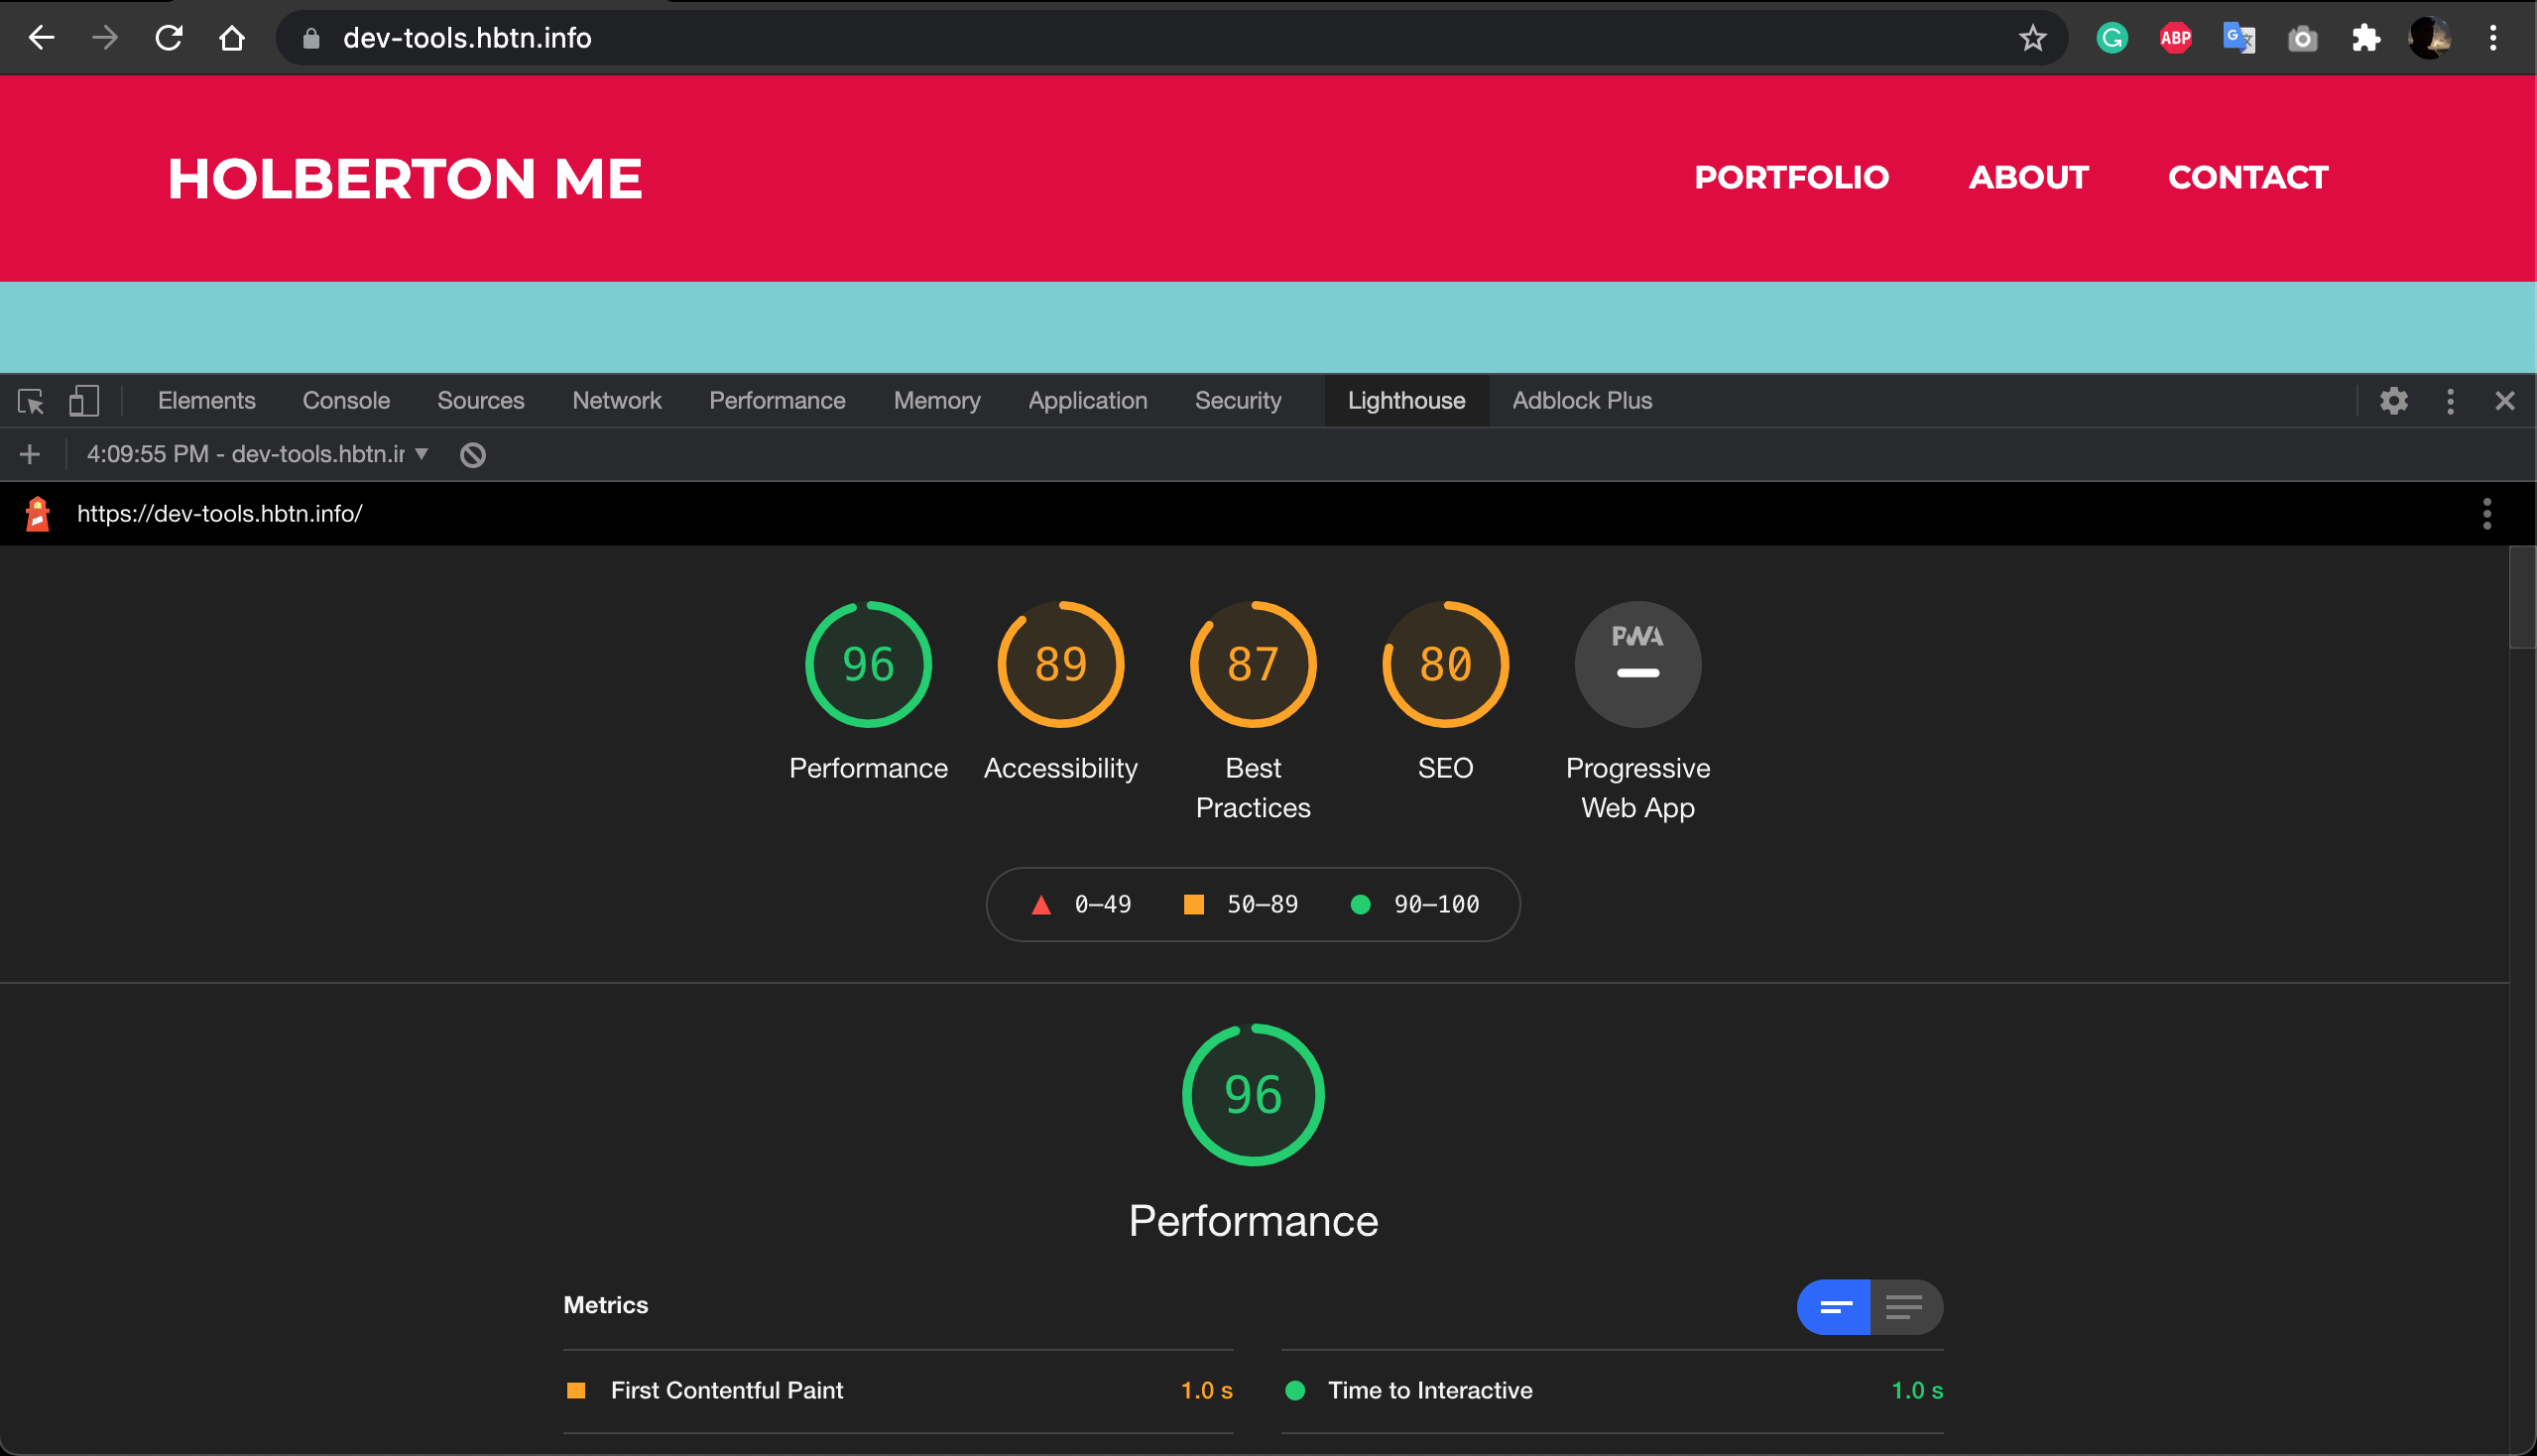 dev-tools.hbtn.info
ABP
HOLBERTON ME
PORTFOLIO ABOUT CONTACT
Elements Console Sources Network Performance Memory Application Security Lighthouse Adblock Plus
4:09:55 PM - dev-tools.hbtn.ir
https://dev-tools.hbtn.info/
96 89 87 80 PWA
Performance Accessibility Best Practices SEO Progressive Web App
0–49 50–89 90–100
96
Performance
Metrics
First Contentful Paint 1.0 s Time to Interactive 1.0 s